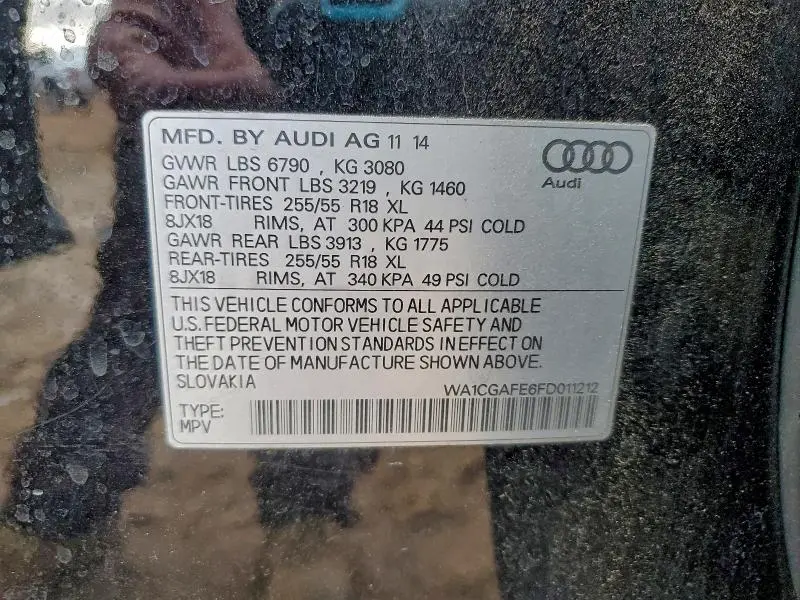 MFD. BY AUDI AG 11 14
GVWR LBS 6790 , KG 3080
GAWR FRONT LBS 3219 , KG 1460
FRONT-TIRES 255/55 R18 XL
8JX18 RIMS, AT 300 KPA 44 PSI COLD
GAWR REAR LBS 3913 , KG 1775
REAR-TIRES 255/55 R18 XL
8JX18 RIMS, AT 340 KPA 49 PSI COLD
Audi
THIS VEHICLE CONFORMS TO ALL APPLICABLE
U.S. FEDERAL MOTOR VEHICLE SAFETY AND
THEFT PREVENTION STANDARDS IN EFFECT ON
THE DATE OF MANUFACTURE SHOWN ABOVE.
SLOVAKIA WA1CGAFE6FD011212
TYPE:
MPV